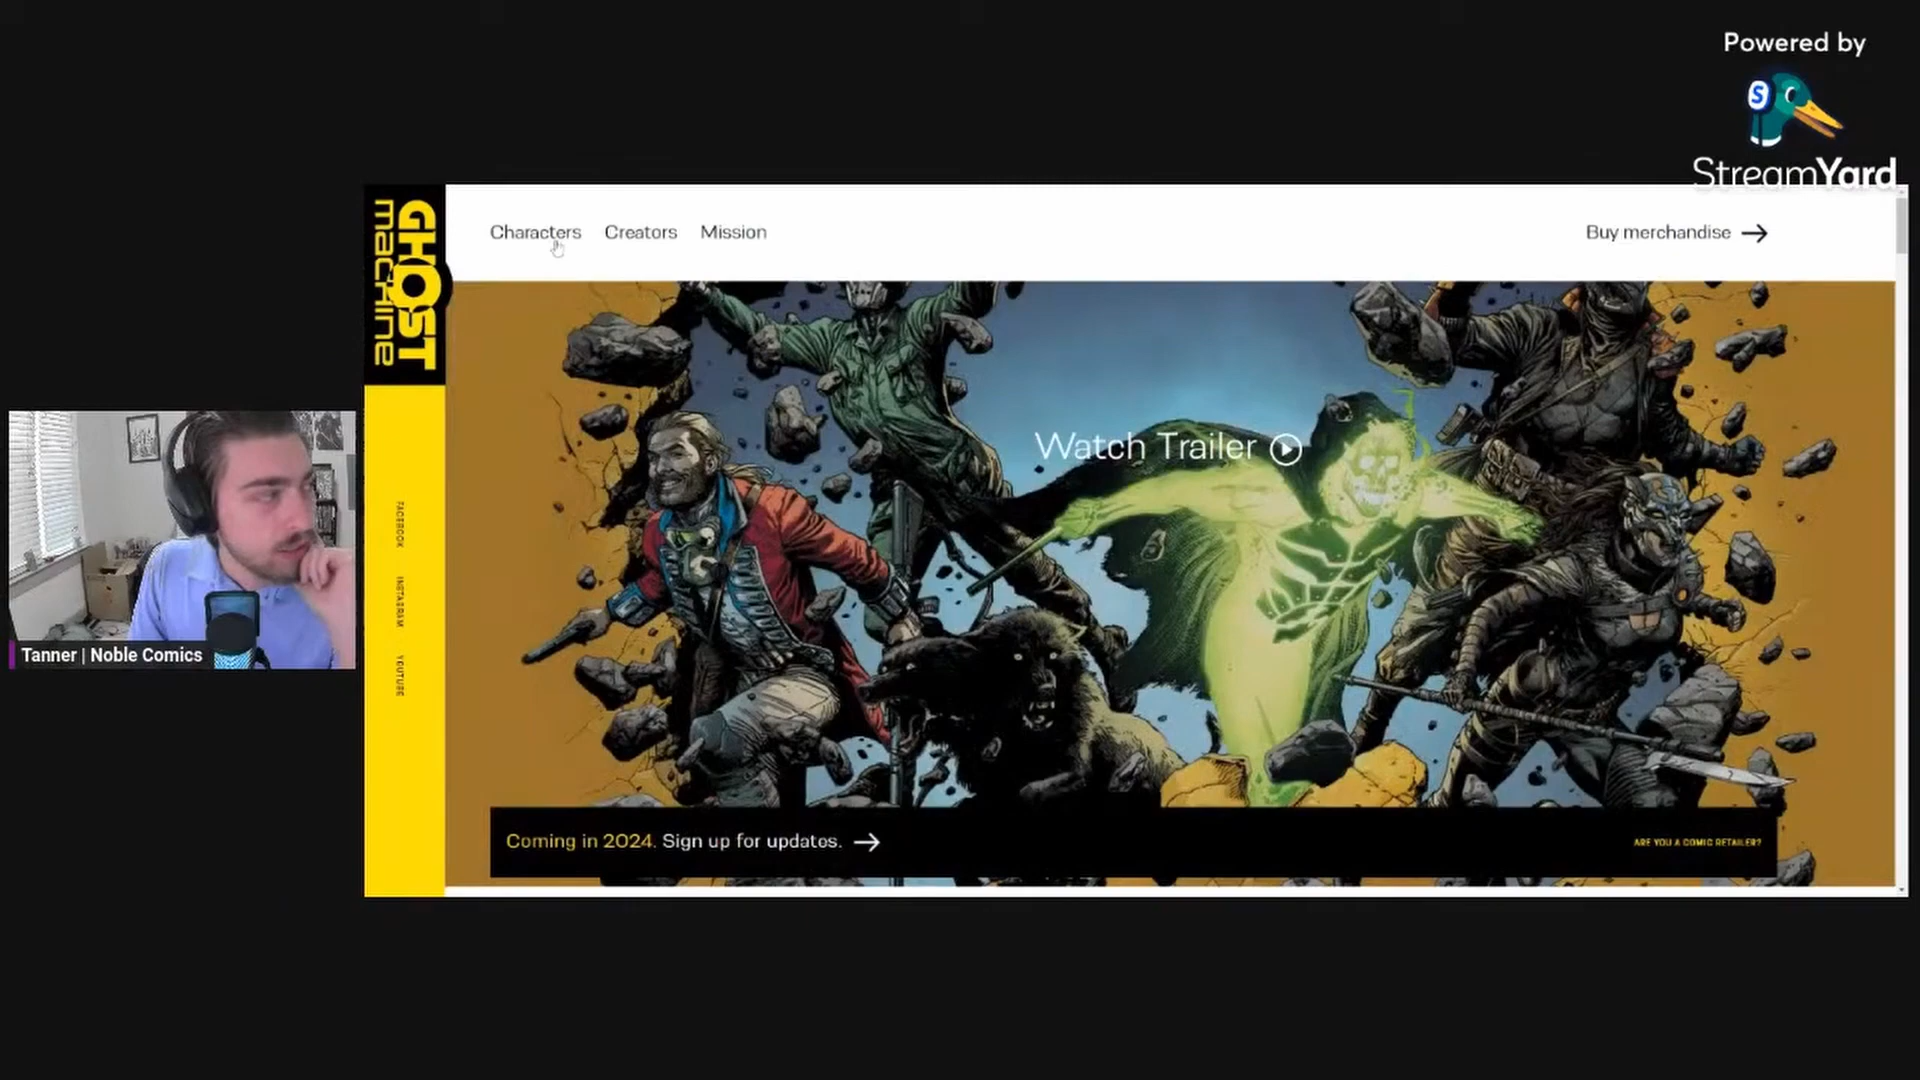 Powered by
S
StreamYard
GHOST
machine
Characters Creators Mission
Buy merchandise
Watch Trailer
FACEBOOK
INSTAGRAM
YOUTUBE
Tanner | Noble Comics
Coming in 2024. Sign up for updates.
ARE YOU A COMIC RETAILER?